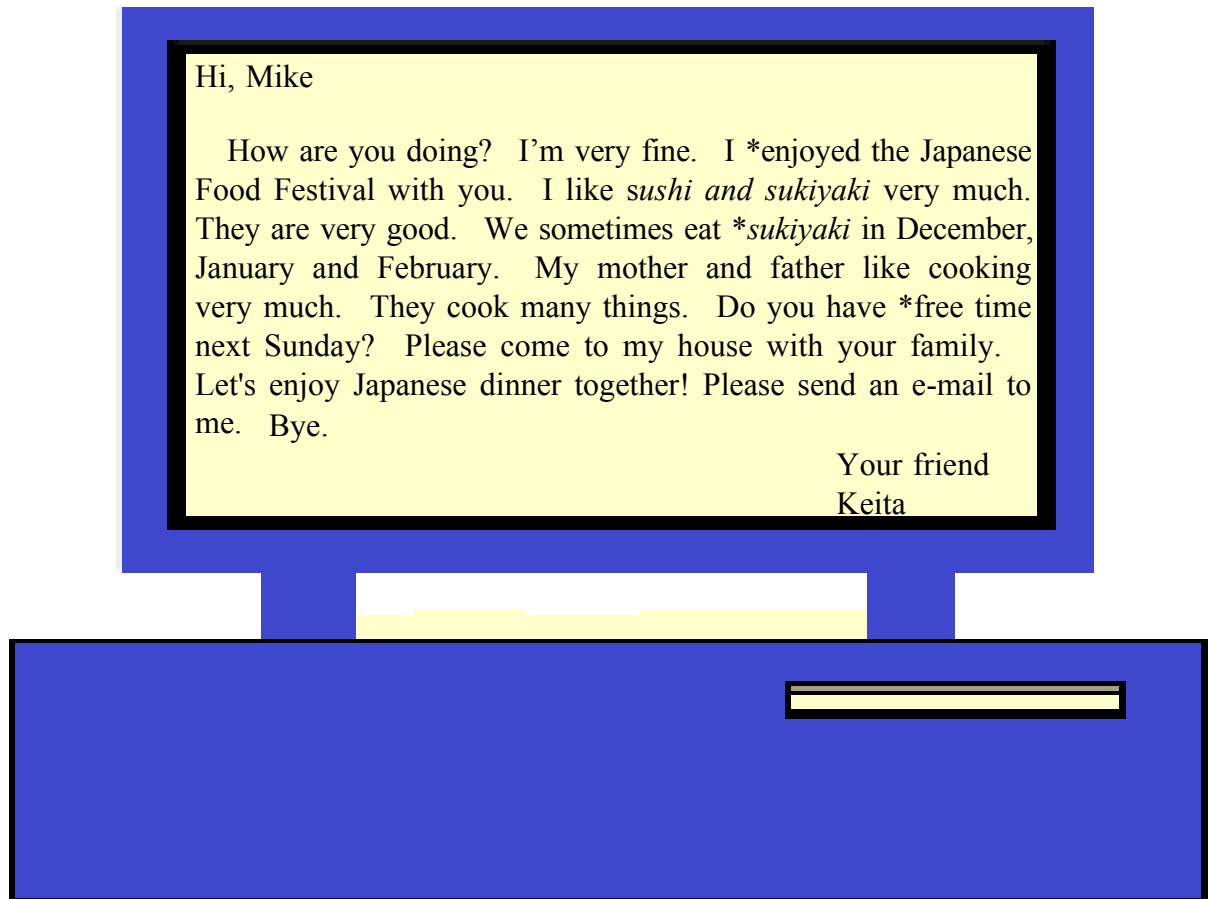 Hi, Mike
How are you doing? I’m very fine. I *enjoyed the Japanese
Food Festival with you. I like sushi and sukiyaki very much.
They are very good. We sometimes eat *sukiyaki in December,
January and February. My mother and father like cooking
very much. They cook many things. Do you have *free time
next Sunday? Please come to my house with your family.
Let's enjoy Japanese dinner together! Please send an e-mail to
me. Bye.
Your friend
Keita